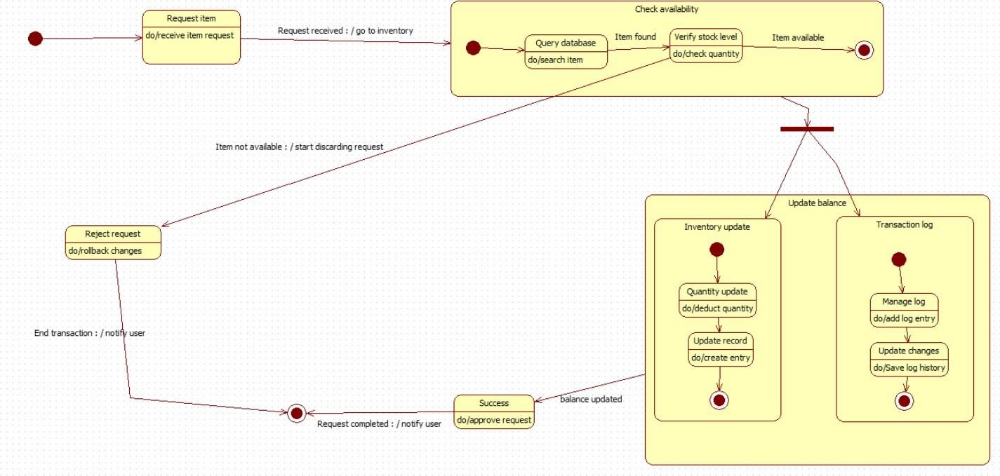 Request item
do/receive item request
Request received : / go to inventory
Check availability
Query database
do/search item
Item found
Verify stock level
do/check quantity
Item available
Item not available : / start discarding request
Reject request
do/rollback changes
End transaction : / notify user
Update balance
Inventory update
Quantity update
do/deduct quantity
Update record
do/create entry
Transaction log
Manage log
do/add log entry
Update changes
do/Save log history
balance updated
Success
do/approve request
Request completed : / notify user